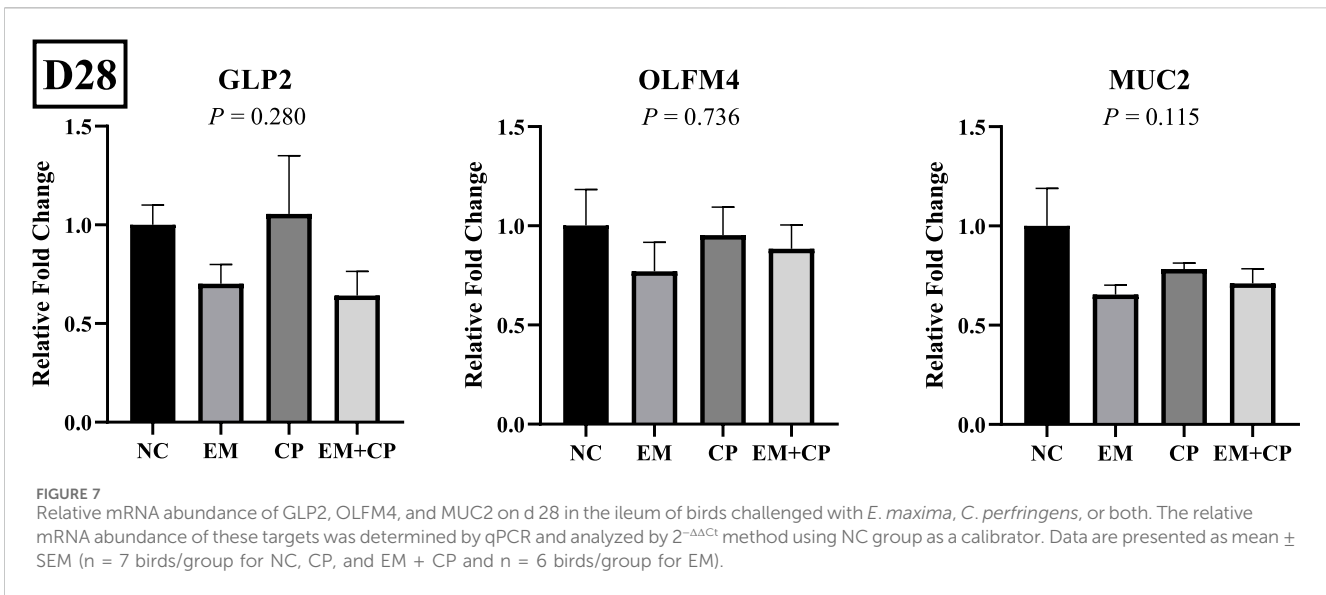 D28
GLP2
P = 0.280
Relative Fold Change
1.5
1.0
0.5
0.0
NC EM CP EM+CP
OLFM4
P = 0.736
Relative Fold Change
1.5
1.0
0.5
0.0
NC EM CP EM+CP
MUC2
P = 0.115
Relative Fold Change
1.5
1.0
0.5
0.0
NC EM CP EM+CP
FIGURE 7
Relative mRNA abundance of GLP2, OLFM4, and MUC2 on d 28 in the ileum of birds challenged with E. maxima, C. perfringens, or both. The relative
mRNA abundance of these targets was determined by qPCR and analyzed by 2⁻ΔΔCt method using NC group as a calibrator. Data are presented as mean ±
SEM (n = 7 birds/group for NC, CP, and EM + CP and n = 6 birds/group for EM).